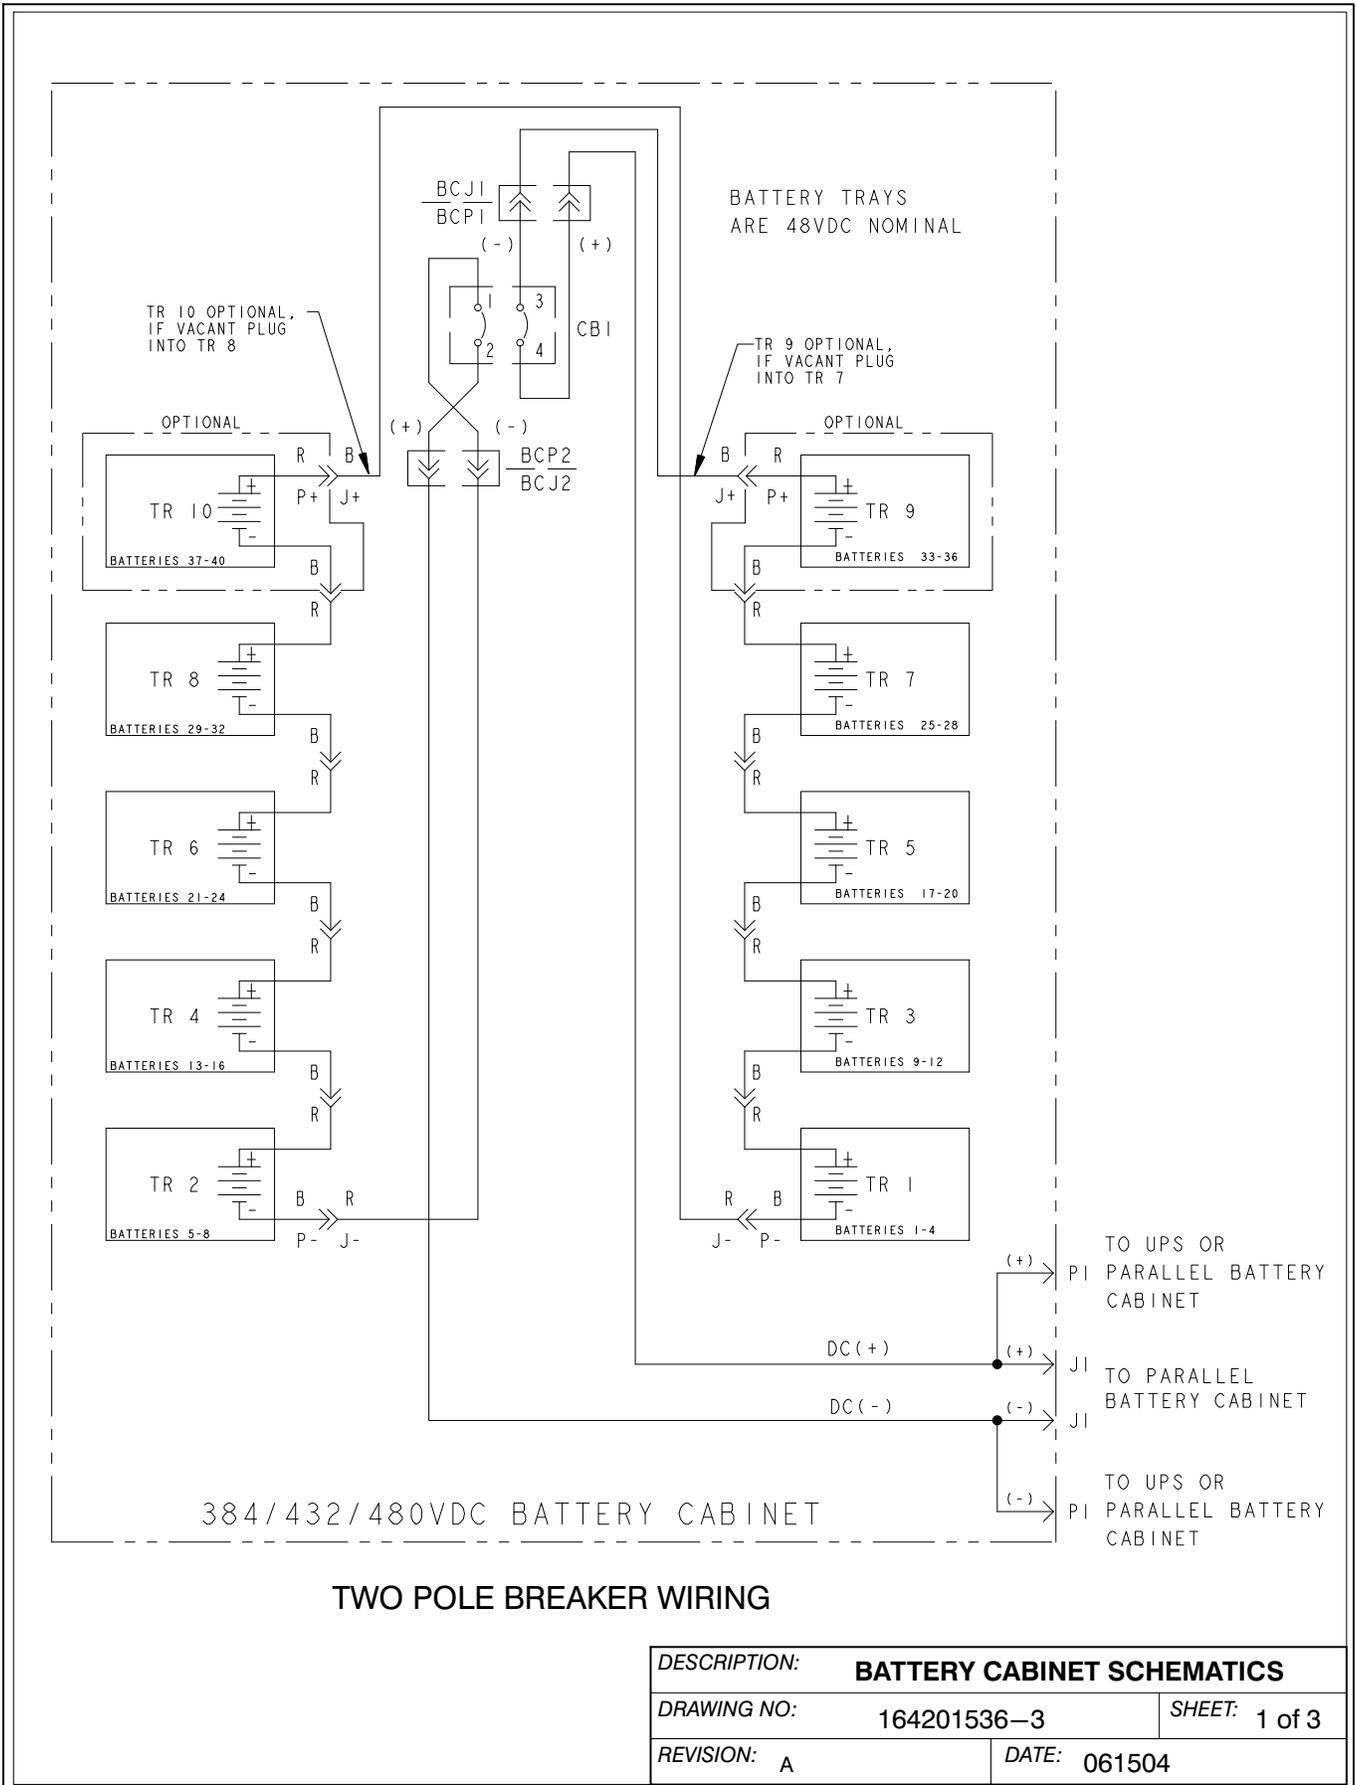 BCJ1
BCP1
BATTERY TRAYS
ARE 48VDC NOMINAL
(-)
(+)
TR 10 OPTIONAL,
IF VACANT PLUG
INTO TR 8
1
3
CB1
2
4
TR 9 OPTIONAL,
IF VACANT PLUG
INTO TR 7
OPTIONAL
(+)
(-)
OPTIONAL
R
B
BCP2
BCJ2
B
R
P+
J+
J+
P+
+
TR 10
-
BATTERIES 37-40
B
R
+
TR 9
-
BATTERIES 33-36
B
R
+
TR 8
-
BATTERIES 29-32
B
R
+
TR 7
-
BATTERIES 25-28
B
R
+
TR 6
-
BATTERIES 21-24
B
R
+
TR 5
-
BATTERIES 17-20
B
R
+
TR 4
-
BATTERIES 13-16
B
R
+
TR 3
-
BATTERIES 9-12
B
R
+
TR 2
-
BATTERIES 5-8
B
R
P-
J-
+
TR 1
-
BATTERIES 1-4
R
B
J-
P-
(+)
P1
TO UPS OR
PARALLEL BATTERY
CABINET
DC(+)
(+)
J1
TO PARALLEL
BATTERY CABINET
DC(-)
(-)
J1
(-)
P1
TO UPS OR
PARALLEL BATTERY
CABINET
384/432/480VDC BATTERY CABINET
TWO POLE BREAKER WIRING
DESCRIPTION: BATTERY CABINET SCHEMATICS
DRAWING NO: 164201536–3
SHEET: 1 of 3
REVISION: A
DATE: 061504